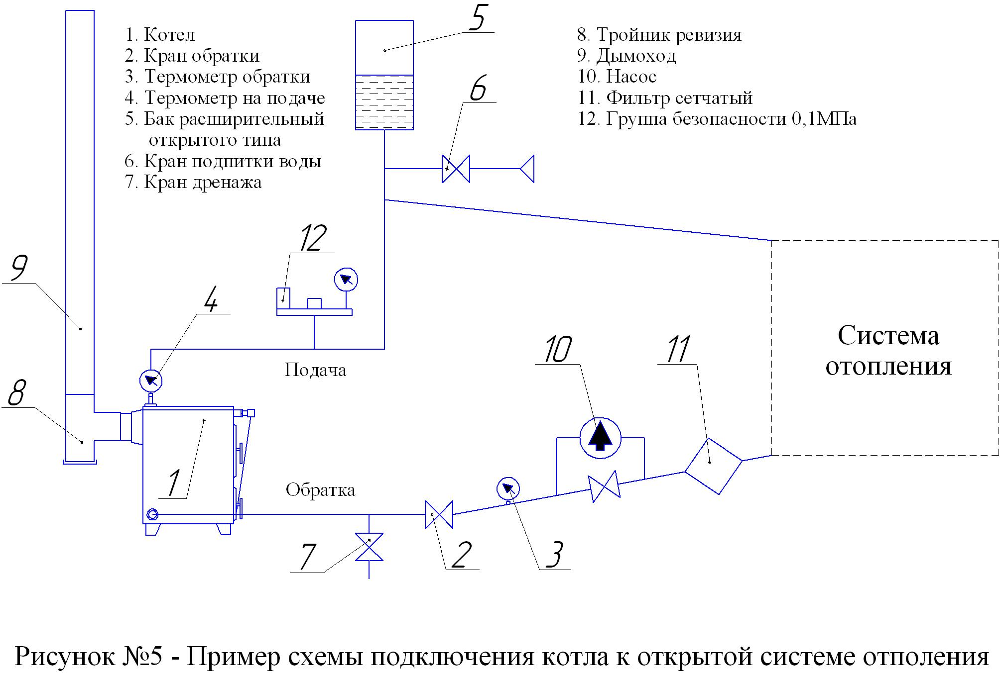 1. Котел
2. Кран обратки
3. Термометр обратки
4. Термометр на подаче
5. Бак расширительный
открытого типа
6. Кран подпитки воды
7. Кран дренажа
8. Тройник ревизия
9. Дымоход
10. Насос
11. Фильтр сетчатый
12. Группа безопасности 0,1МПа
5
6
12
9
4
Подача
10
11
Система
отопления
8
1
Обратка
7
2
3
Рисунок №5 - Пример схемы подключения котла к открытой системе отполения